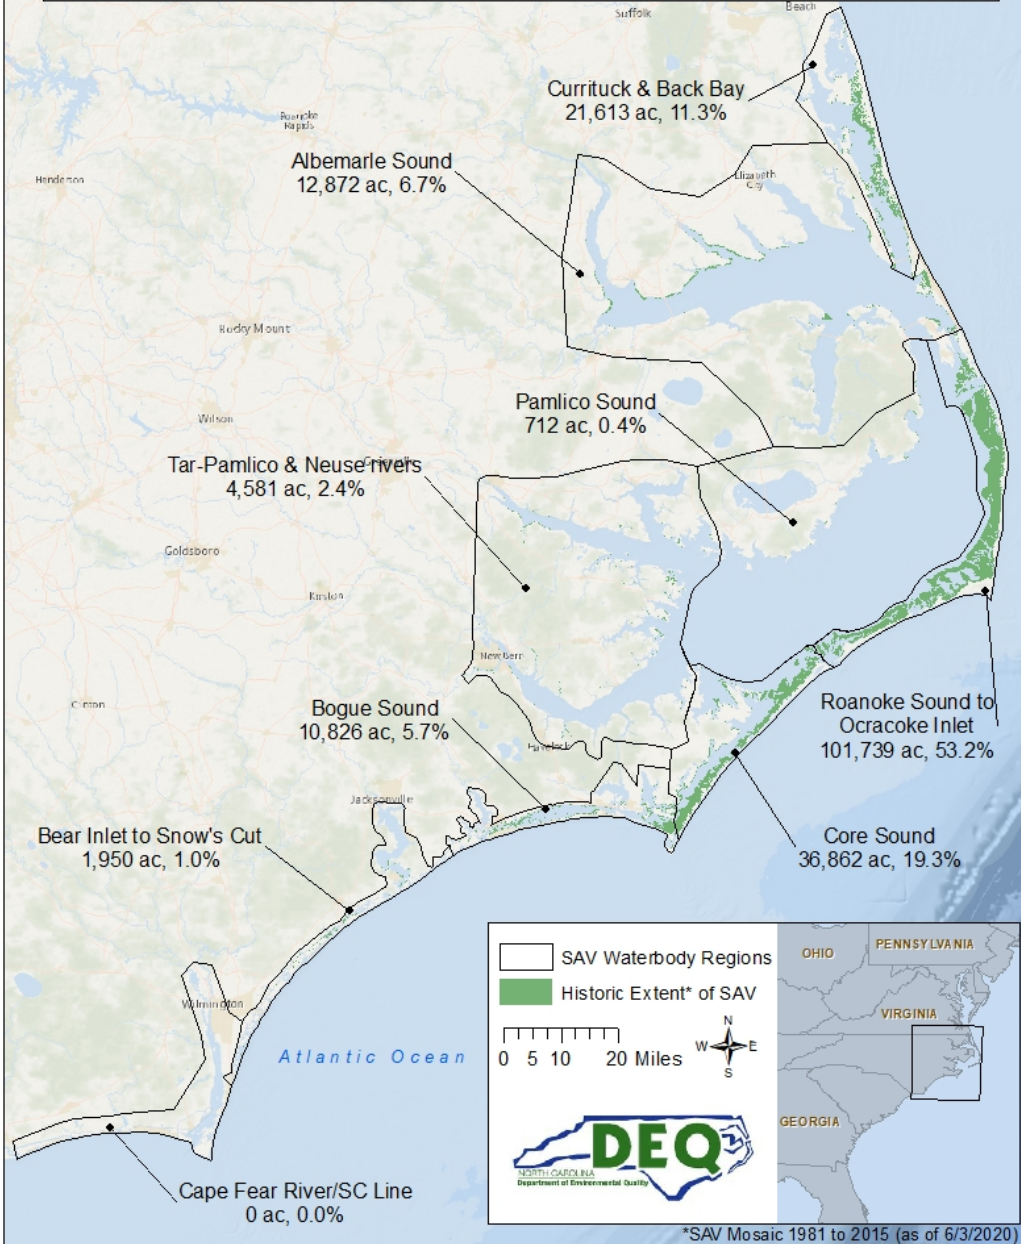 Suffolk
Beach
Currituck & Back Bay
21,613 ac, 11.3%
Roanoke
Rapids
Albemarle Sound
12,872 ac, 6.7%
Henderson
Elizabeth
City
Rocky Mount
Pamlico Sound
712 ac, 0.4%
Wilson
Tar-Pamlico & Neuse rivers
4,581 ac, 2.4%
Goldsboro
Kinston
New Bern
Clinton
Bogue Sound
10,826 ac, 5.7%
Havelock
Roanoke Sound to
Ocracoke Inlet
101,739 ac, 53.2%
Jacksonville
Bear Inlet to Snow's Cut
1,950 ac, 1.0%
Core Sound
36,862 ac, 19.3%
Wilmington
Atlantic Ocean
Cape Fear River/SC Line
0 ac, 0.0%
SAV Waterbody Regions
Historic Extent* of SAV
N
W E
S
0 5 10 20 Miles
DEQ
NORTH CAROLINA
Department of Environmental Quality
OHIO
PENNSYLVANIA
VIRGINIA
GEORGIA
*SAV Mosaic 1981 to 2015 (as of 6/3/2020)